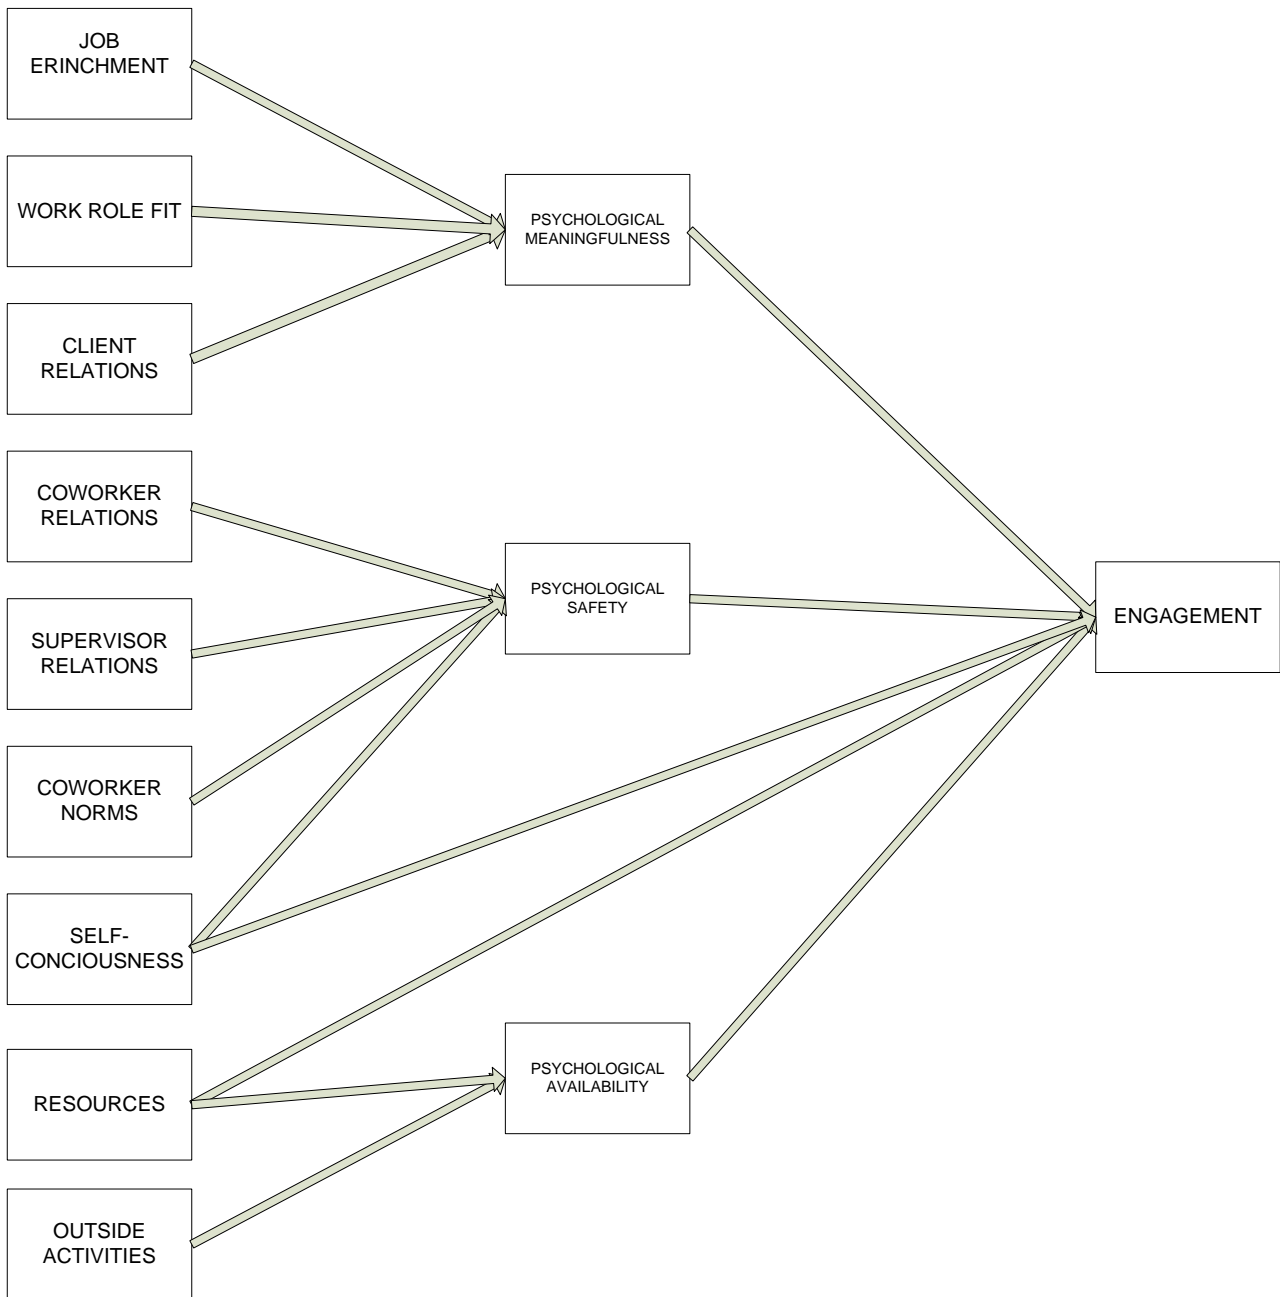 JOB
ERINCHMENT
WORK ROLE FIT
CLIENT
RELATIONS
COWORKER
RELATIONS
SUPERVISOR
RELATIONS
COWORKER
NORMS
SELF-
CONCIOUSNESS
RESOURCES
OUTSIDE
ACTIVITIES
PSYCHOLOGICAL
MEANINGFULNESS
PSYCHOLOGICAL
SAFETY
PSYCHOLOGICAL
AVAILABILITY
ENGAGEMENT